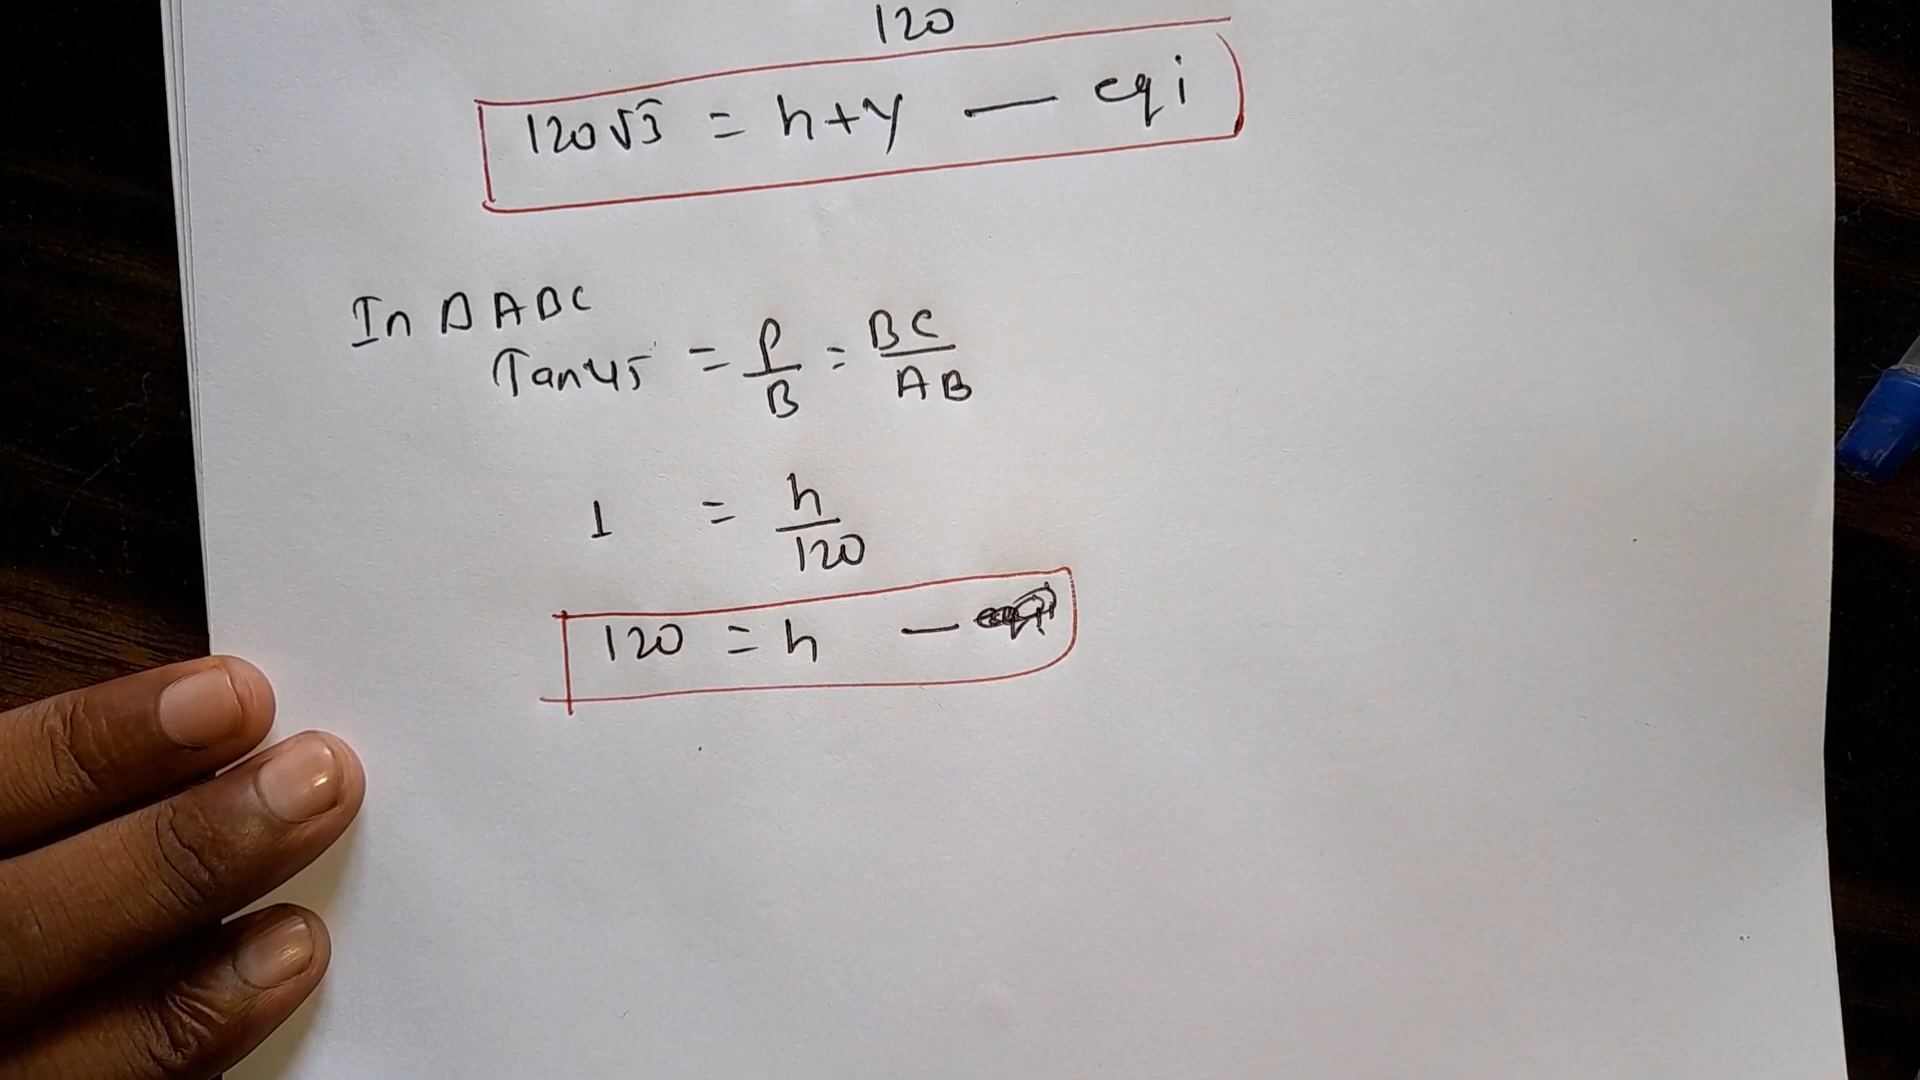 120
120√3 = h+y — eq i
In Δ ABC
Tan45° = P/B = BC/AB
1 = h/120
120 = h —